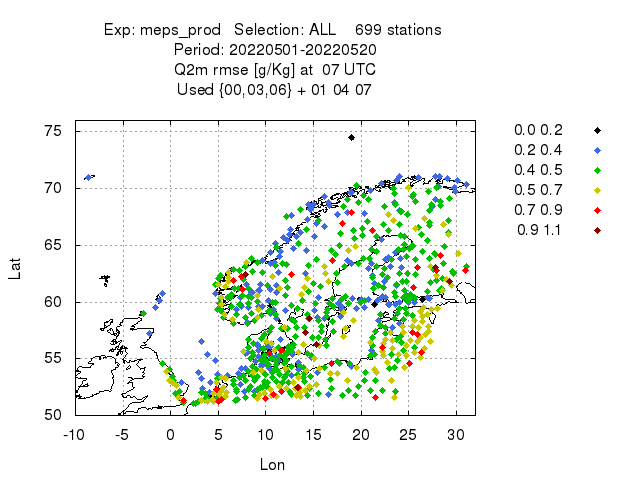 Exp: meps_prod   Selection: ALL    699 stations
Period: 20220501-20220520
Q2m rmse [g/Kg] at  07 UTC
Used {00,03,06} + 01 04 07
0.0 0.2
0.2 0.4
0.4 0.5
0.5 0.7
0.7 0.9
0.9 1.1
75
70
65
60
55
50
Lat
-10 -5 0 5 10 15 20 25 30
Lon